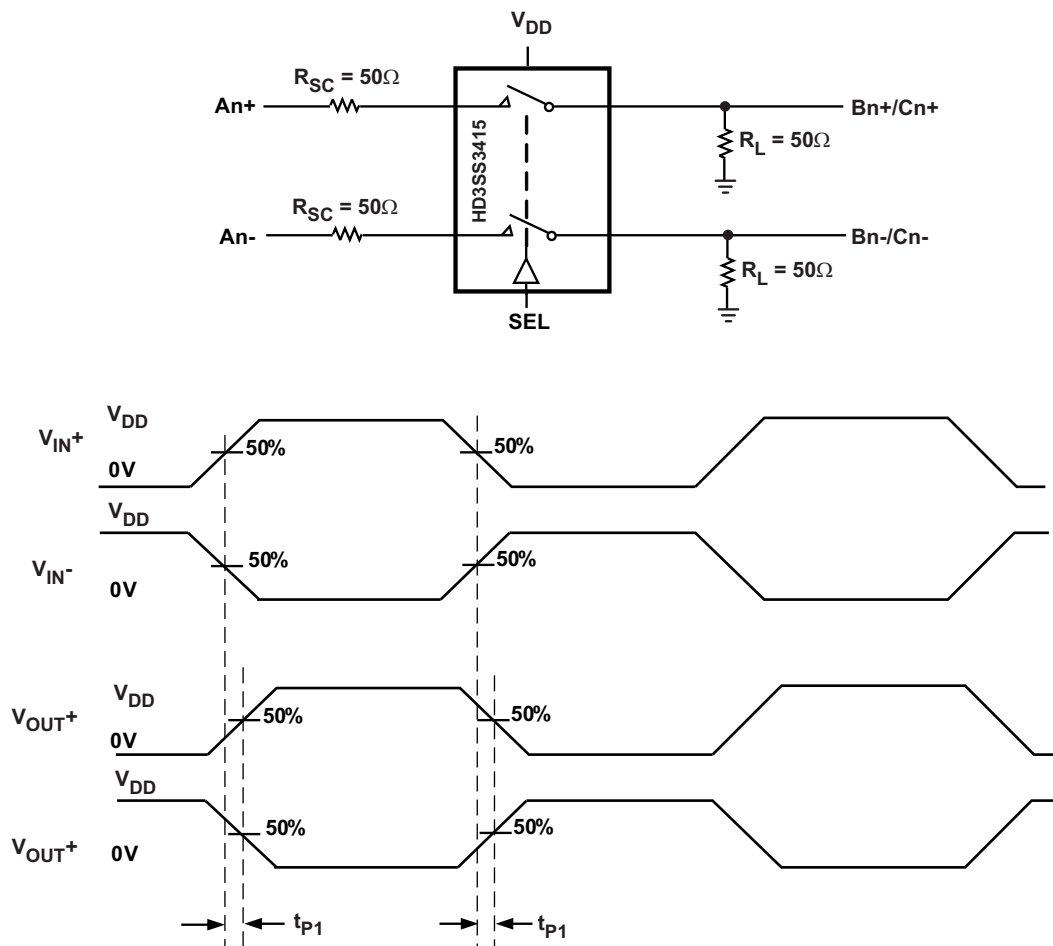 VDD
RSC = 50Ω
An+
Bn+/Cn+
HD3SS3415
RL = 50Ω
RSC = 50Ω
An-
Bn-/Cn-
RL = 50Ω
SEL
VDD
VIN+
50%
50%
0V
VDD
VIN-
50%
50%
0V
VDD
VOUT+
50%
50%
0V
VDD
50%
50%
VOUT+
0V
tP1
tP1